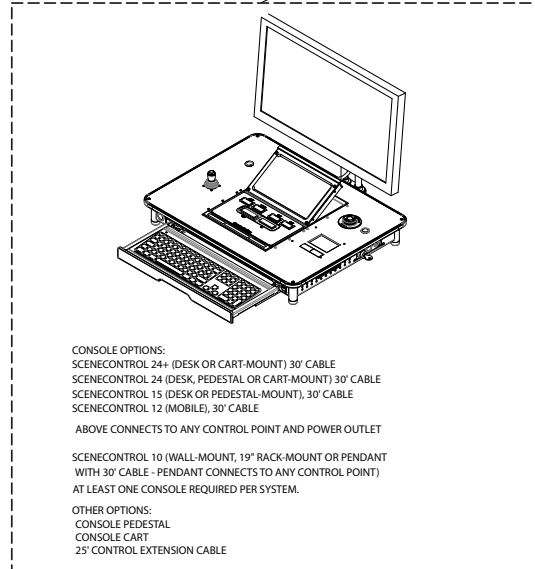 CONSOLE OPTIONS:
SCENECONTROL 24+ (DESK OR CART-MOUNT) 30' CABLE
SCENECONTROL 24 (DESK, PEDESTAL OR CART-MOUNT) 30' CABLE
SCENECONTROL 15 (DESK OR PEDESTAL-MOUNT), 30' CABLE
SCENECONTROL 12 (MOBILE), 30' CABLE
ABOVE CONNECTS TO ANY CONTROL POINT AND POWER OUTLET
SCENECONTROL 10 (WALL-MOUNT, 19" RACK-MOUNT OR PENDANT
WITH 30' CABLE - PENDANT CONNECTS TO ANY CONTROL POINT)
AT LEAST ONE CONSOLE REQUIRED PER SYSTEM.
OTHER OPTIONS:
CONSOLE PEDESTAL
CONSOLE CART
25' CONTROL EXTENSION CABLE